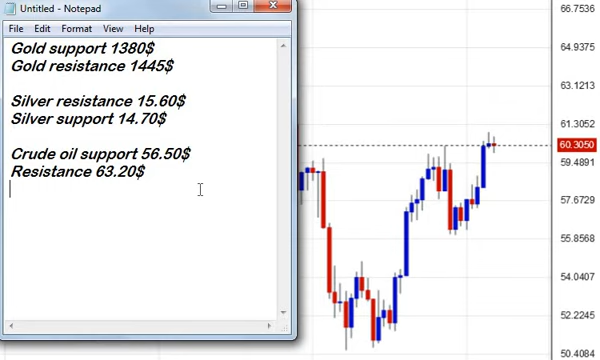 Untitled - Notepad
File Edit Format View Help
Gold support 1380$
Gold resistance 1445$
Silver resistance 15.60$
Silver support 14.70$
Crude oil support 56.50$
Resistance 63.20$
66.7536
64.9375
63.1213
61.3052
60.3050
59.4891
57.6729
55.8568
54.0407
52.2245
50.4084